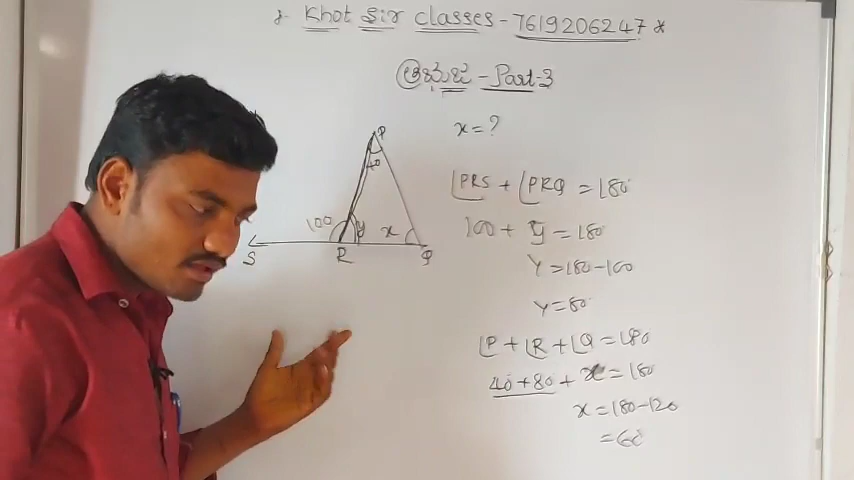 Khot Sir Classes - 7619206247 *
ತ್ರಿಭುಜ - Part-3
x = ?
P
40
100
y
x
S
R
Q
∠PRS + ∠PRQ = 180°
100 + y = 180
Y = 180 - 100
Y = 80°
∠P + ∠R + ∠Q = 180
40 + 80 + x = 180
x = 180 - 120
= 60